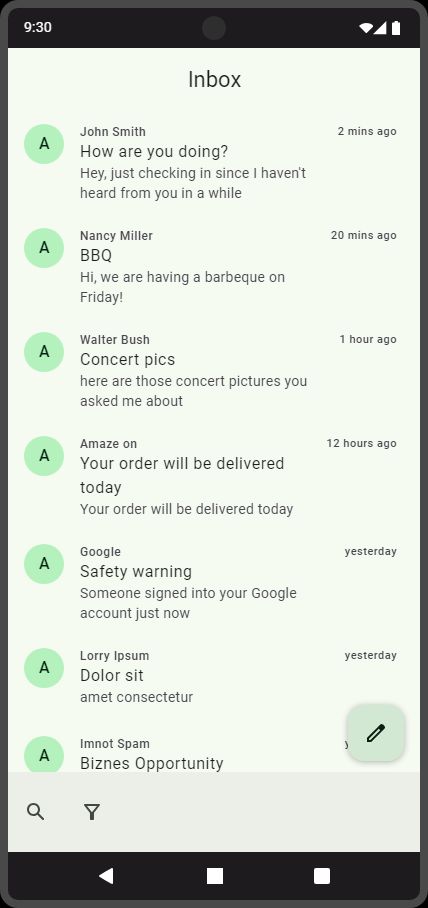 9:30
Inbox
A
John Smith
2 mins ago
How are you doing?
Hey, just checking in since I haven't
heard from you in a while
A
Nancy Miller
20 mins ago
BBQ
Hi, we are having a barbeque on
Friday!
A
Walter Bush
1 hour ago
Concert pics
here are those concert pictures you
asked me about
A
Amaze on
12 hours ago
Your order will be delivered
today
Your order will be delivered today
A
Google
yesterday
Safety warning
Someone signed into your Google
account just now
A
Lorry Ipsum
yesterday
Dolor sit
amet consectetur
A
Imnot Spam
Biznes Opportunity